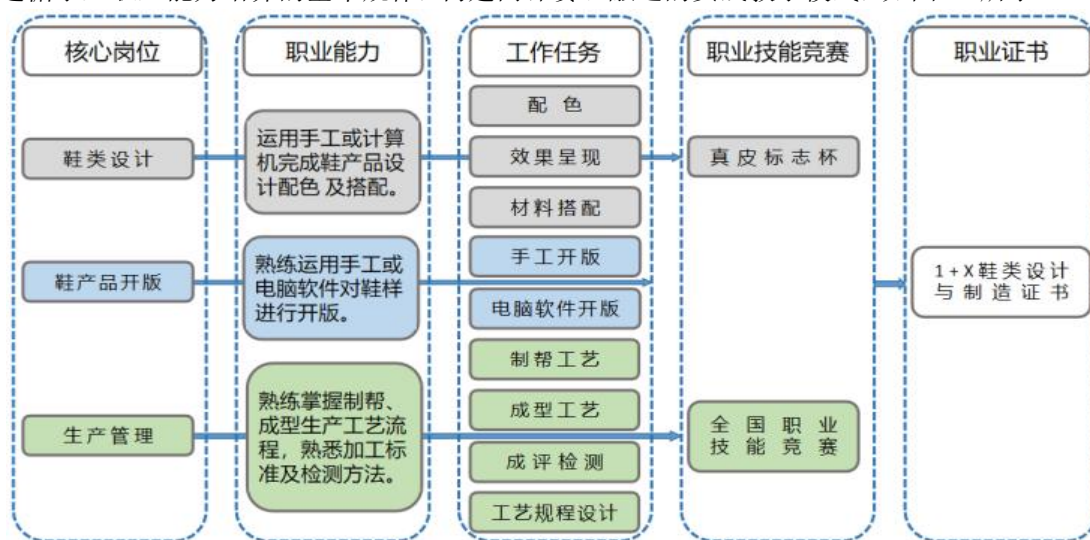 核心岗位
职业能力
工作任务
职业技能竞赛
职业证书
鞋类设计
运用手工或计算
机完成鞋产品设
计配色 及搭配。
配 色
效果呈现
材料搭配
真皮标志杯
鞋产品开版
熟练运用手工或
电脑软件对鞋样
进行开版。
手工开版
电脑软件开版
1+X鞋类设计
与制造证书
生产管理
熟练掌握制帮、
成型生产工艺流
程，熟悉加工标
准及检测方法。
制帮工艺
成型工艺
成评检测
工艺规程设计
全国职业
技能竞赛